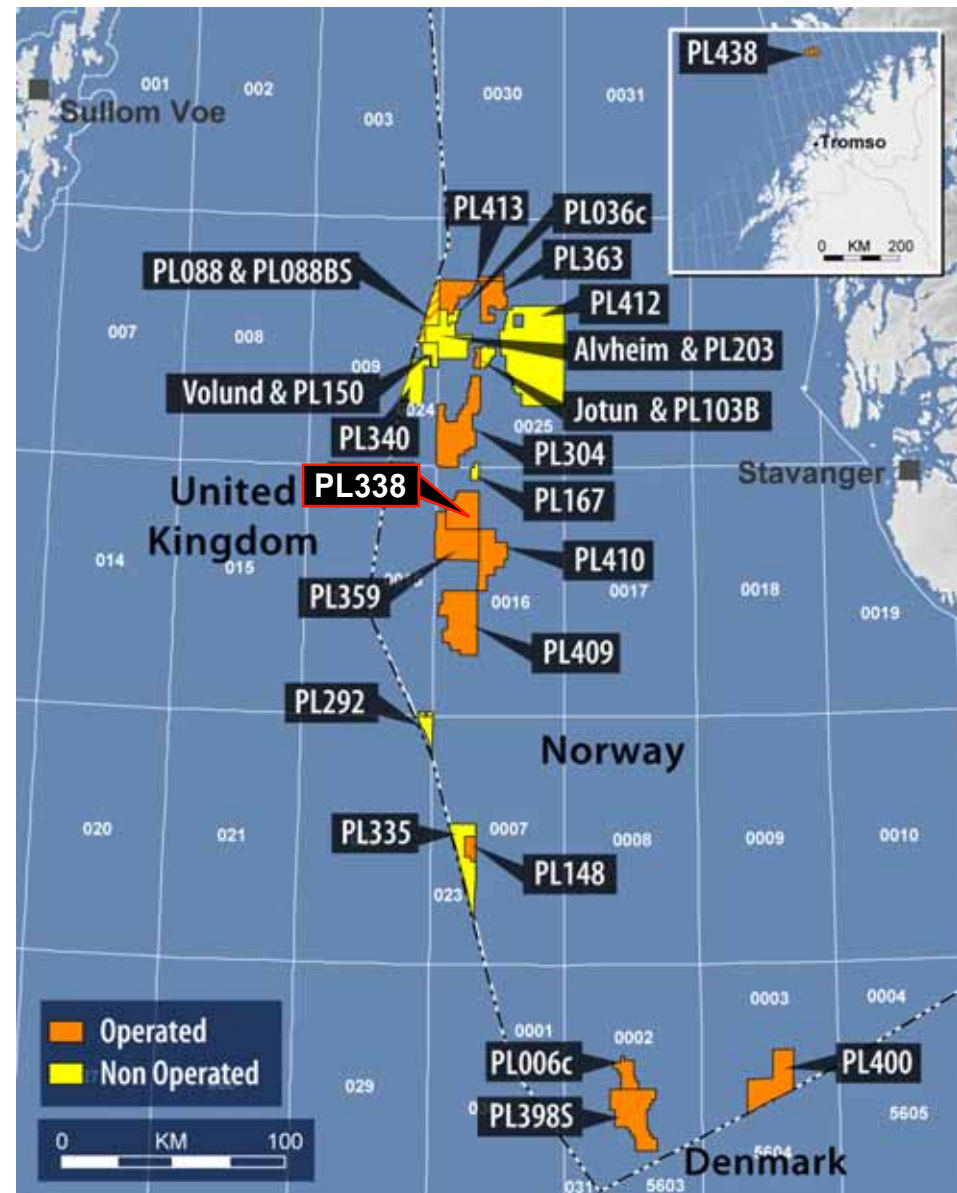 PL438
Tromso
0 KM 200
001
002
003
0030
0031
Sullom Voe
PL413
PL036c
PL363
PL088 & PL088BS
PL412
007
008
009
Alvheim & PL203
Volund & PL150
Jotun & PL103B
024
0025
PL340
PL304
Stavanger
United
Kingdom
PL338
PL167
014
015
PL410
PL359
0016
0017
0018
0019
PL409
PL292
Norway
020
021
PL335
0007
0008
0009
0010
PL148
023
0003
0004
Operated
Non Operated
0001
0002
PL006c
PL400
029
PL398S
5605
0 KM 100
Denmark
5604
031
5603